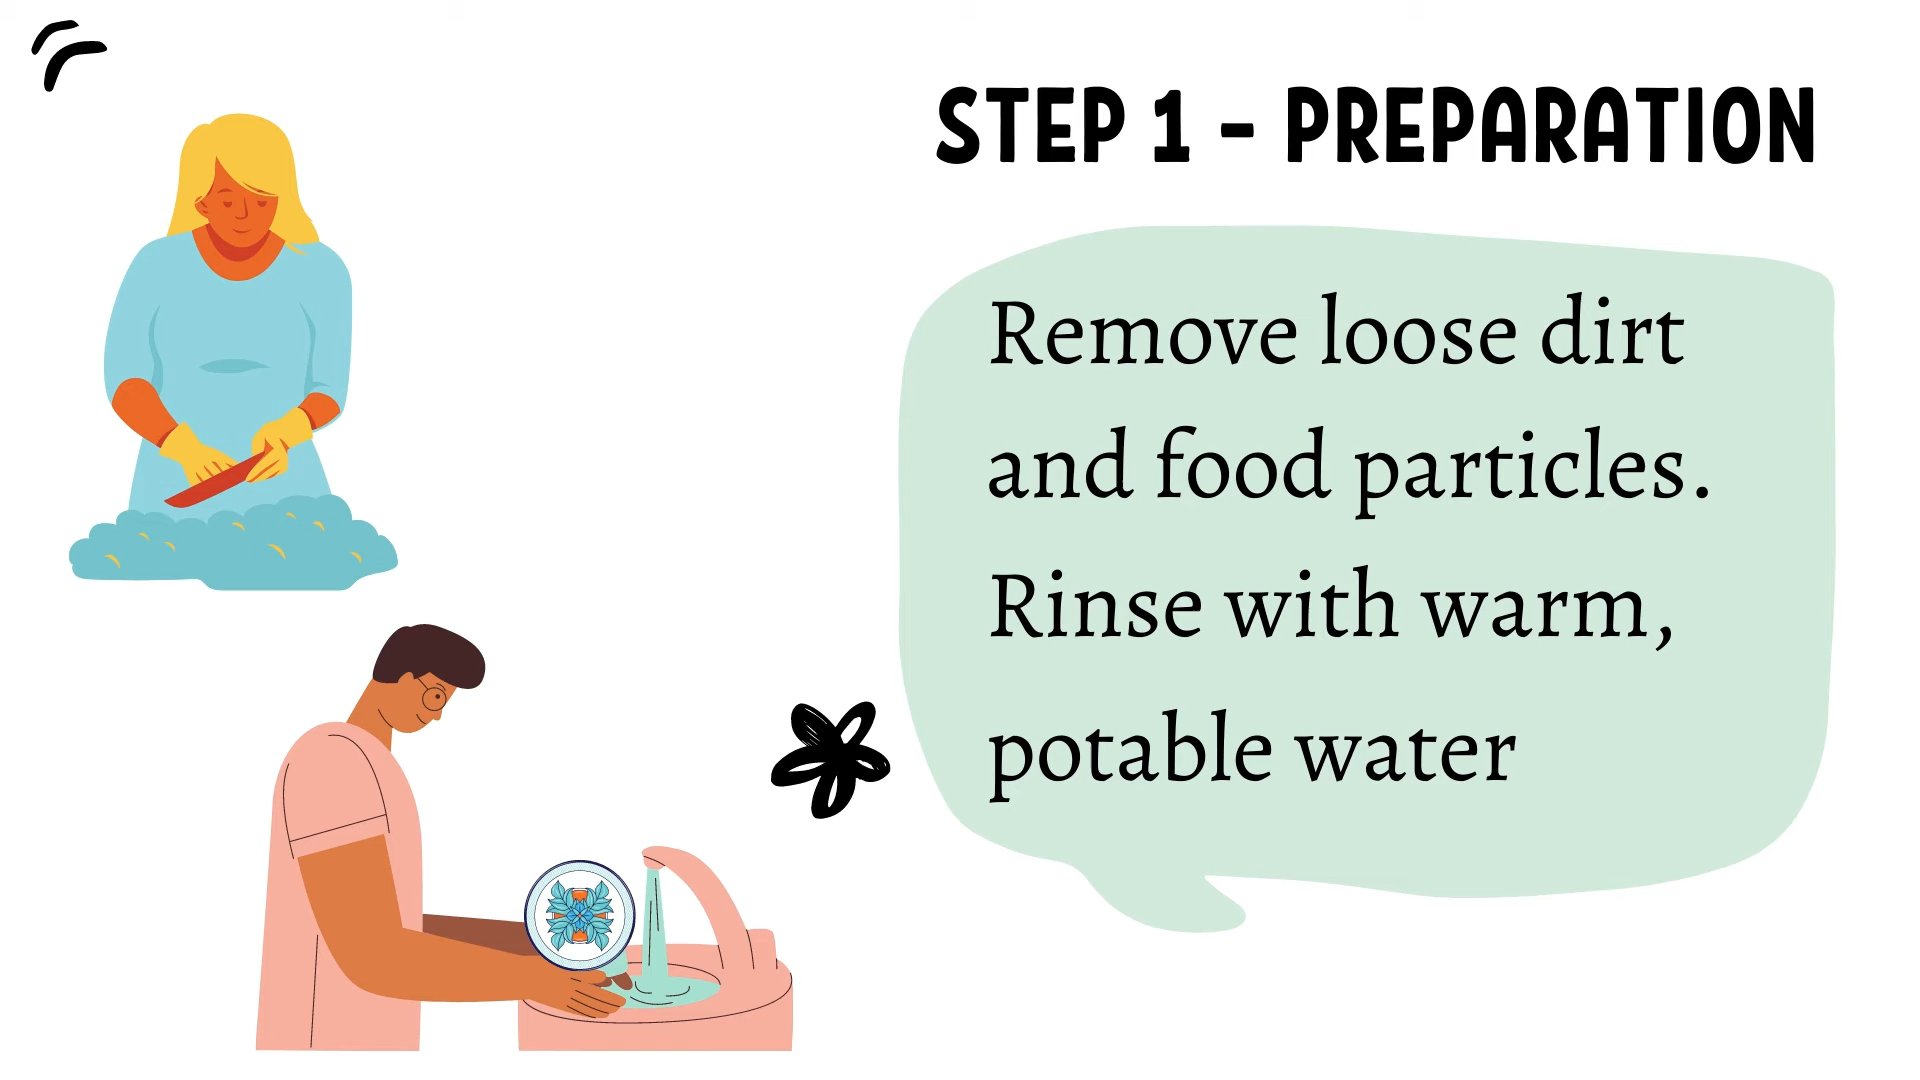 STEP 1 - PREPARATION
Remove loose dirt
and food particles.
Rinse with warm,
potable water